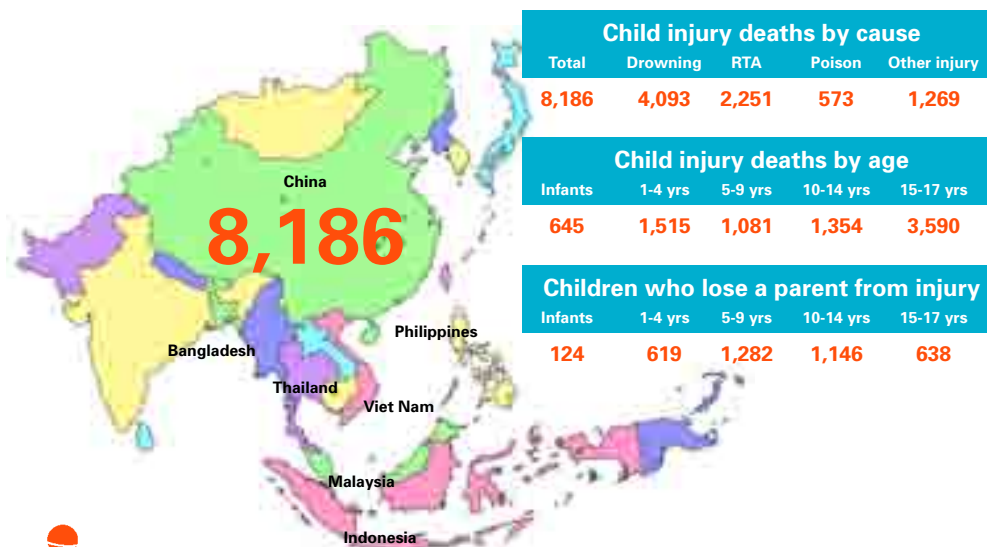 Child injury deaths by cause
Total Drowning RTA Poison Other injury
8,186 4,093 2,251 573 1,269
Child injury deaths by age
Infants 1-4 yrs 5-9 yrs 10-14 yrs 15-17 yrs
645 1,515 1,081 1,354 3,590
Children who lose a parent from injury
Infants 1-4 yrs 5-9 yrs 10-14 yrs 15-17 yrs
124 619 1,282 1,146 638
China
8,186
Philippines
Bangladesh
Thailand
Viet Nam
Malaysia
Indonesia